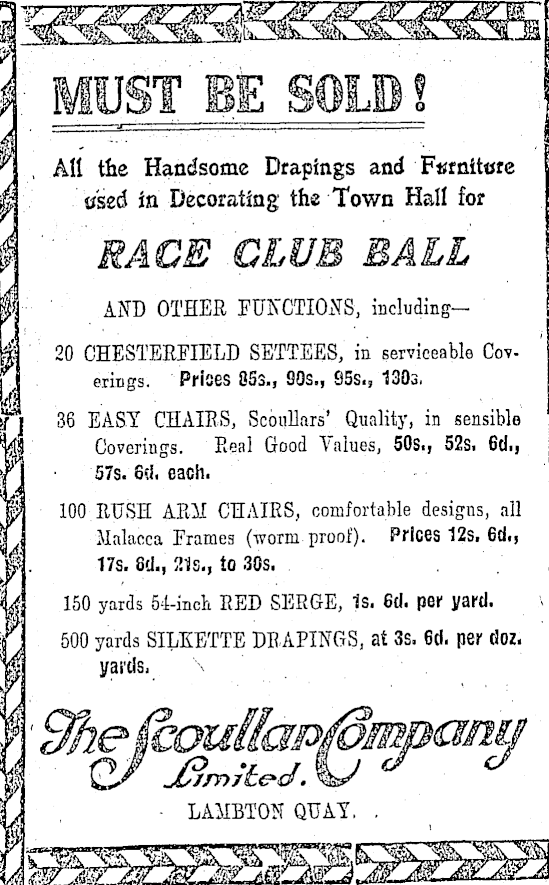 MUST BE SOLD!
All the Handsome Drapings and Furniture
used in Decorating the Town Hall for
RACE CLUB BALL
AND OTHER FUNCTIONS, including—
20 CHESTERFIELD SETTEES, in serviceable Cov-
erings. Prices 85s., 90s., 95s., 130s.
36 EASY CHAIRS, Scoullars' Quality, in sensible
Coverings. Real Good Values, 50s., 52s. 6d.,
57s. 6d. each.
100 RUSH ARM CHAIRS, comfortable designs, all
Malacca Frames (worm proof). Prices 12s. 6d.,
17s. 6d., 21s., to 30s.
150 yards 54-inch RED SERGE, 1s. 6d. per yard.
500 yards SILKETTE DRAPINGS, at 3s. 6d. per doz.
yards.
The Scoullar Company
Limited.
LAMBTON QUAY.